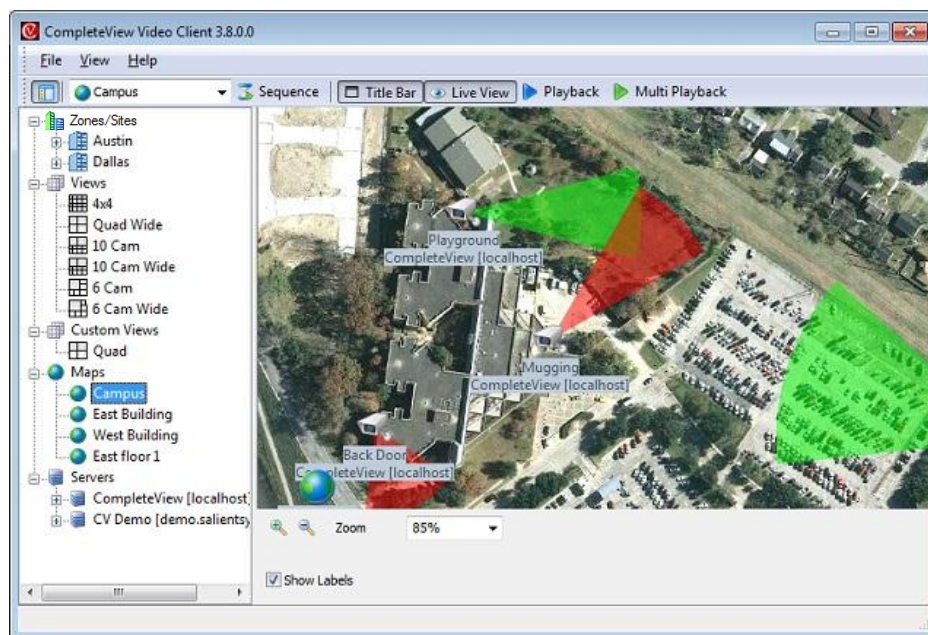 CompleteView Video Client 3.8.0.0
File View Help
Campus Sequence Title Bar Live View Playback Multi Playback
Zones/Sites
Austin
Dallas
Views
4x4
Quad Wide
10 Cam
10 Cam Wide
6 Cam
6 Cam Wide
Custom Views
Quad
Maps
Campus
East Building
West Building
East floor 1
Servers
CompleteView [localhost
CV Demo [demo.salientsy
Playground
CompleteView [localhost]
Mugging
CompleteView [localhost]
Back Door
CompleteView [localhost]
Zoom 85%
Show Labels